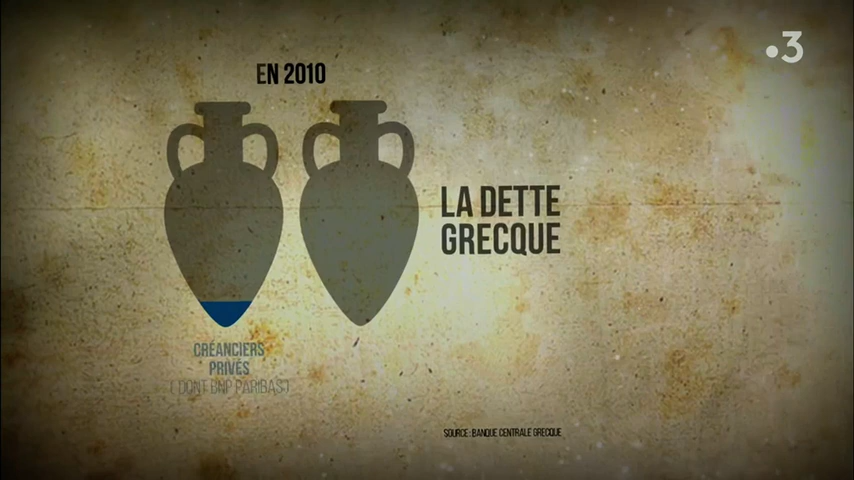 3
EN 2010
LA DETTE
GRECQUE
CRÉANCIERS
PRIVÉS
( DONT BNP PARIBAS )
SOURCE : BANQUE CENTRALE GRECQUE